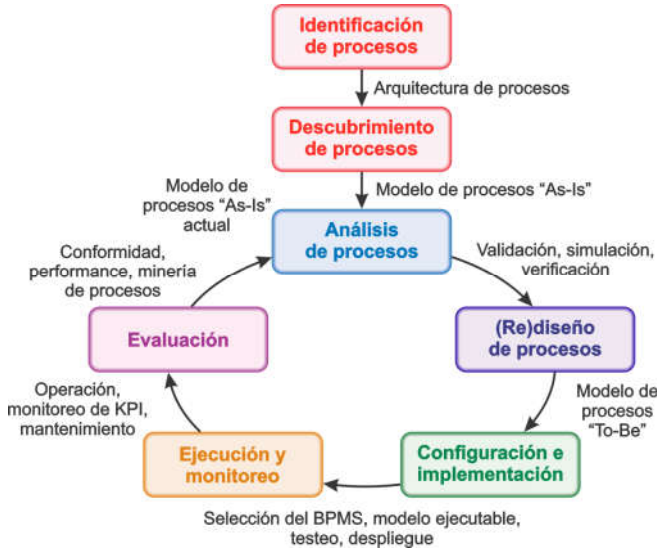 Identificación
de procesos
Arquitectura de procesos
Descubrimiento
de procesos
Modelo de
procesos “As-Is”
actual
Modelo de procesos “As-Is”
Análisis
de procesos
Conformidad,
performance, minería
de procesos
Validación, simulación,
verificación
Evaluación
(Re)diseño
de procesos
Operación,
monitoreo de KPI,
mantenimiento
Modelo de
procesos
“To-Be”
Ejecución y
monitoreo
Configuración e
implementación
Selección del BPMS, modelo ejecutable,
testeo, despliegue